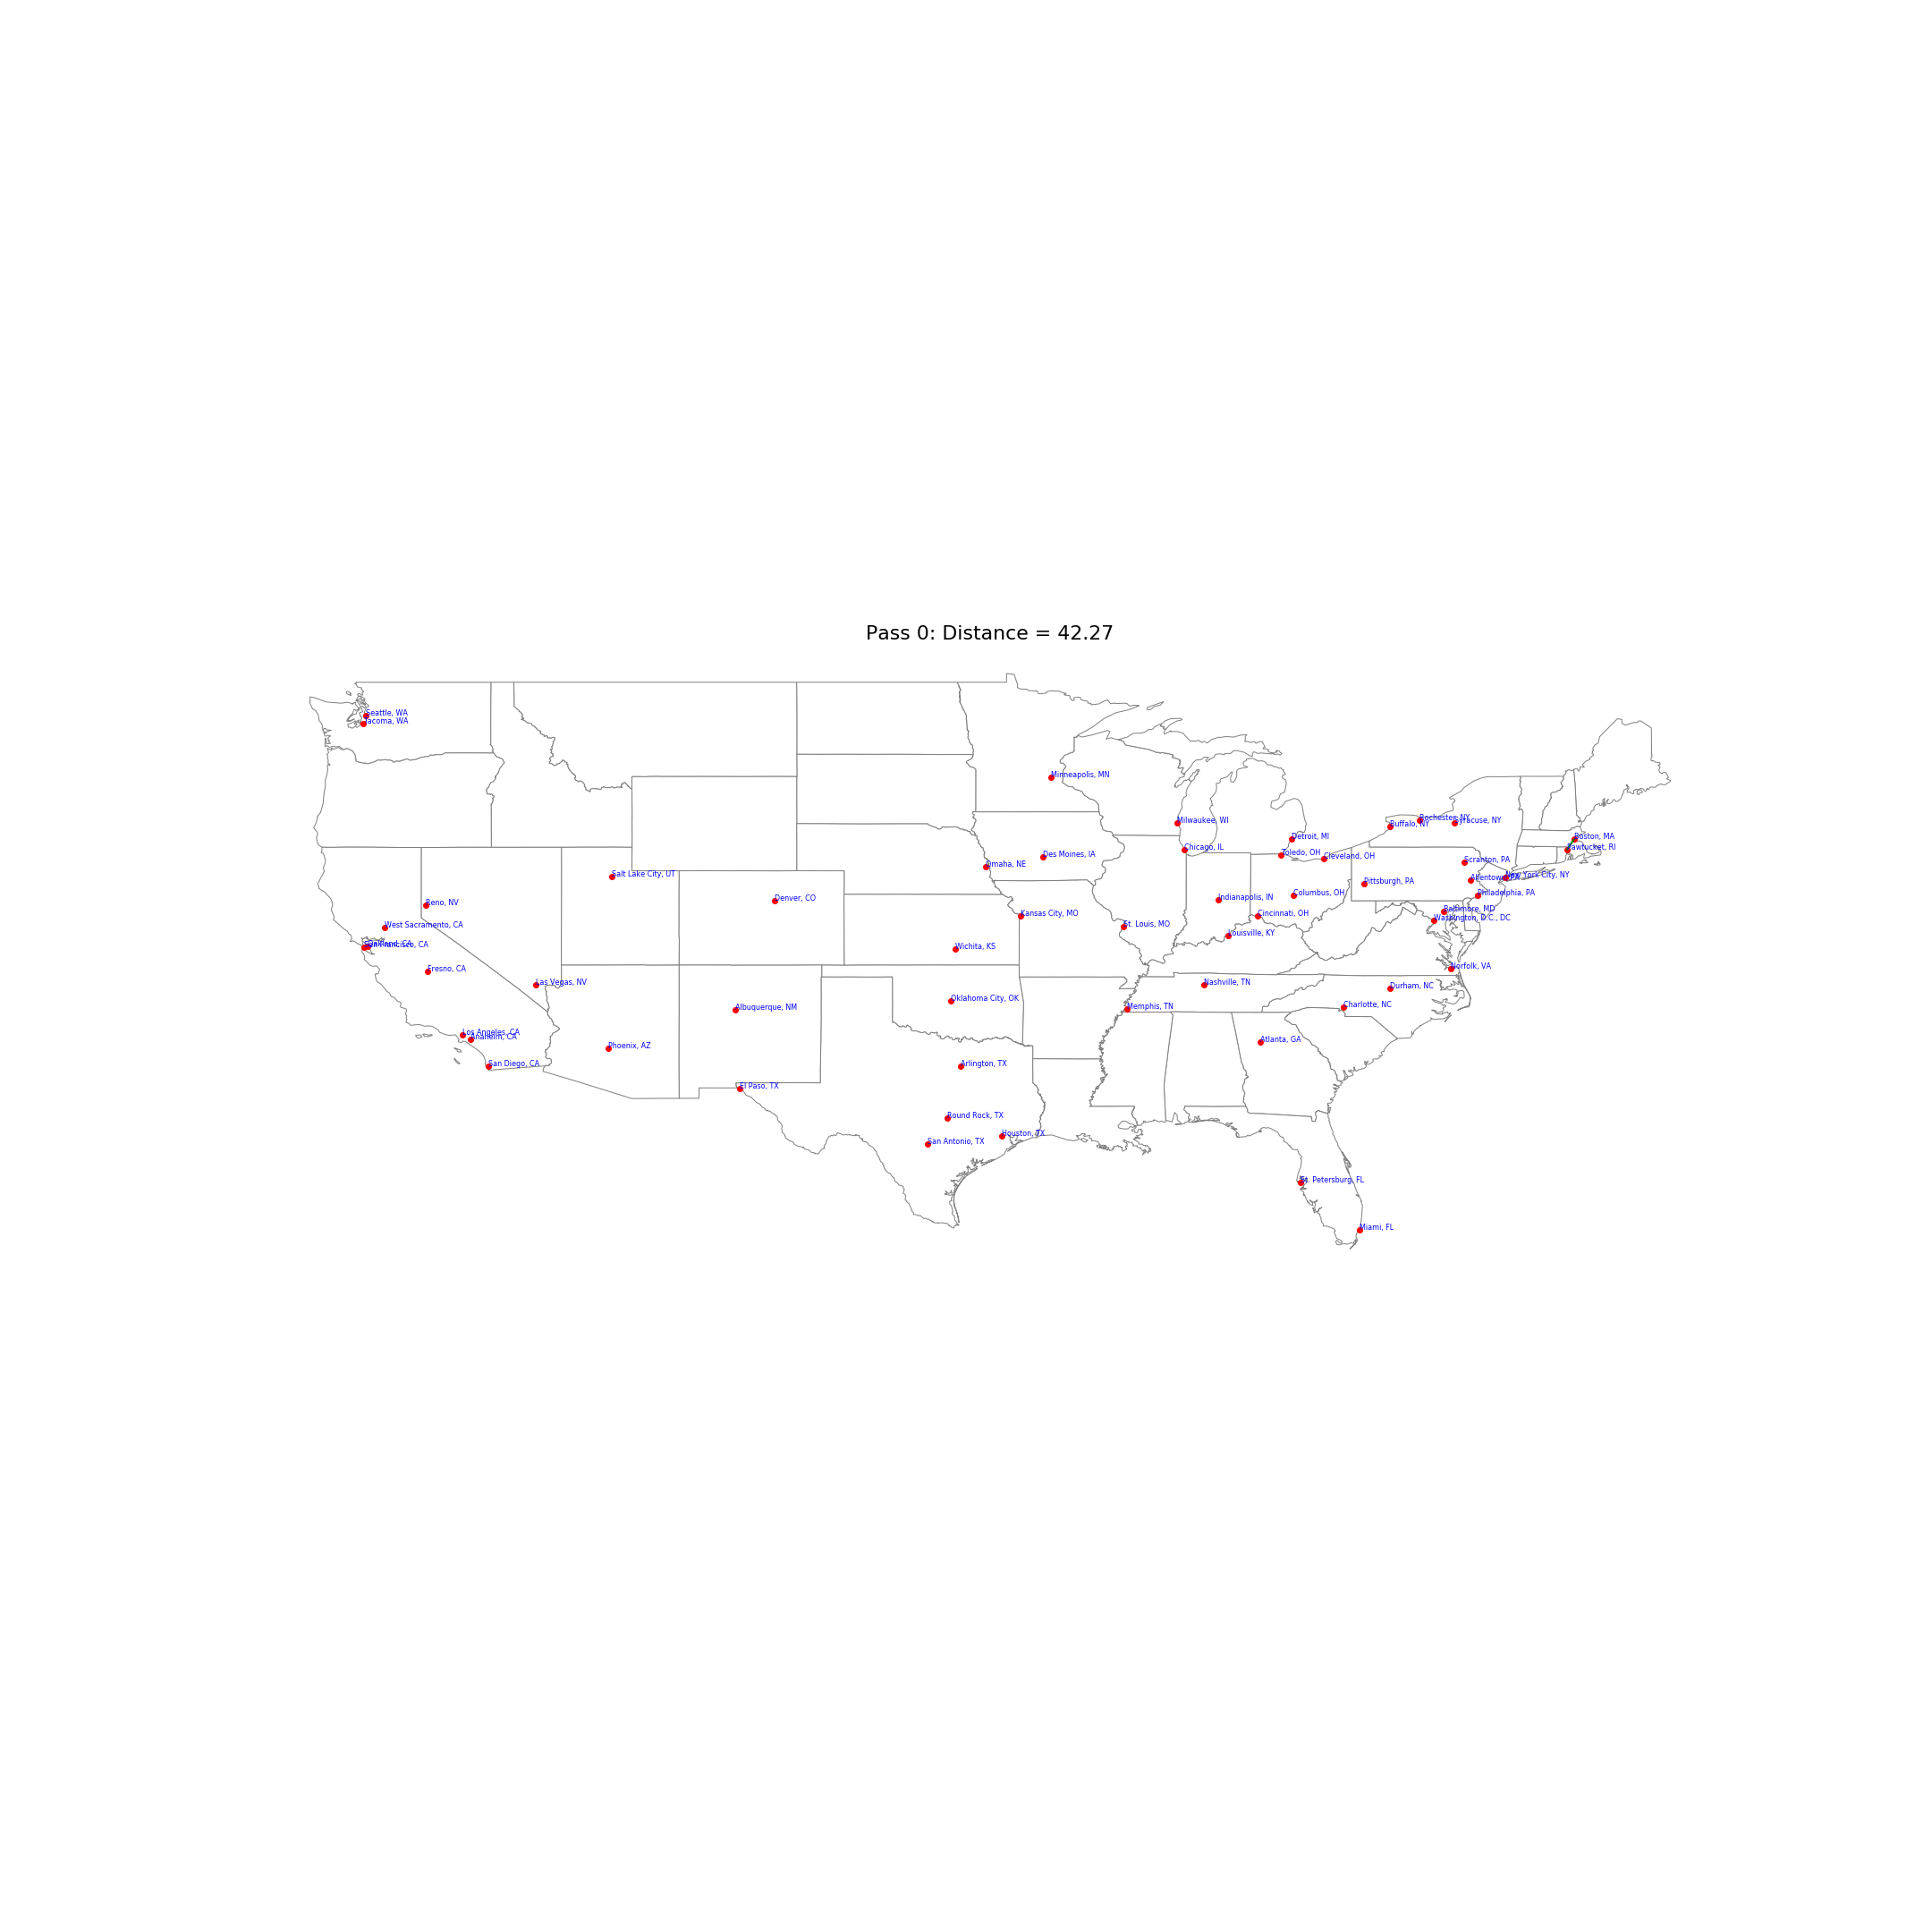 Pass 0: Distance = 42.27
Seattle, WA
Tacoma, WA
Minneapolis, MN
Milwaukee, WI
Rochester, NY
Buffalo, NY
Syracuse, NY
Detroit, MI
Boston, MA
Chicago, IL
Pawtucket, RI
Des Moines, IA
Toledo, OH
Cleveland, OH
Omaha, NE
Scranton, PA
Salt Lake City, UT
Allentown, PA
New York City, NY
Pittsburgh, PA
Denver, CO
Indianapolis, IN
Columbus, OH
Philadelphia, PA
Reno, NV
Kansas City, MO
Cincinnati, OH
Baltimore, MD
Washington, D.C., DC
West Sacramento, CA
St. Louis, MO
Louisville, KY
San Francisco, CA
Wichita, KS
Fresno, CA
Norfolk, VA
Las Vegas, NV
Nashville, TN
Durham, NC
Oklahoma City, OK
Albuquerque, NM
Memphis, TN
Charlotte, NC
Los Angeles, CA
Anaheim, CA
Phoenix, AZ
Atlanta, GA
San Diego, CA
Arlington, TX
El Paso, TX
Round Rock, TX
Houston, TX
San Antonio, TX
St. Petersburg, FL
Miami, FL